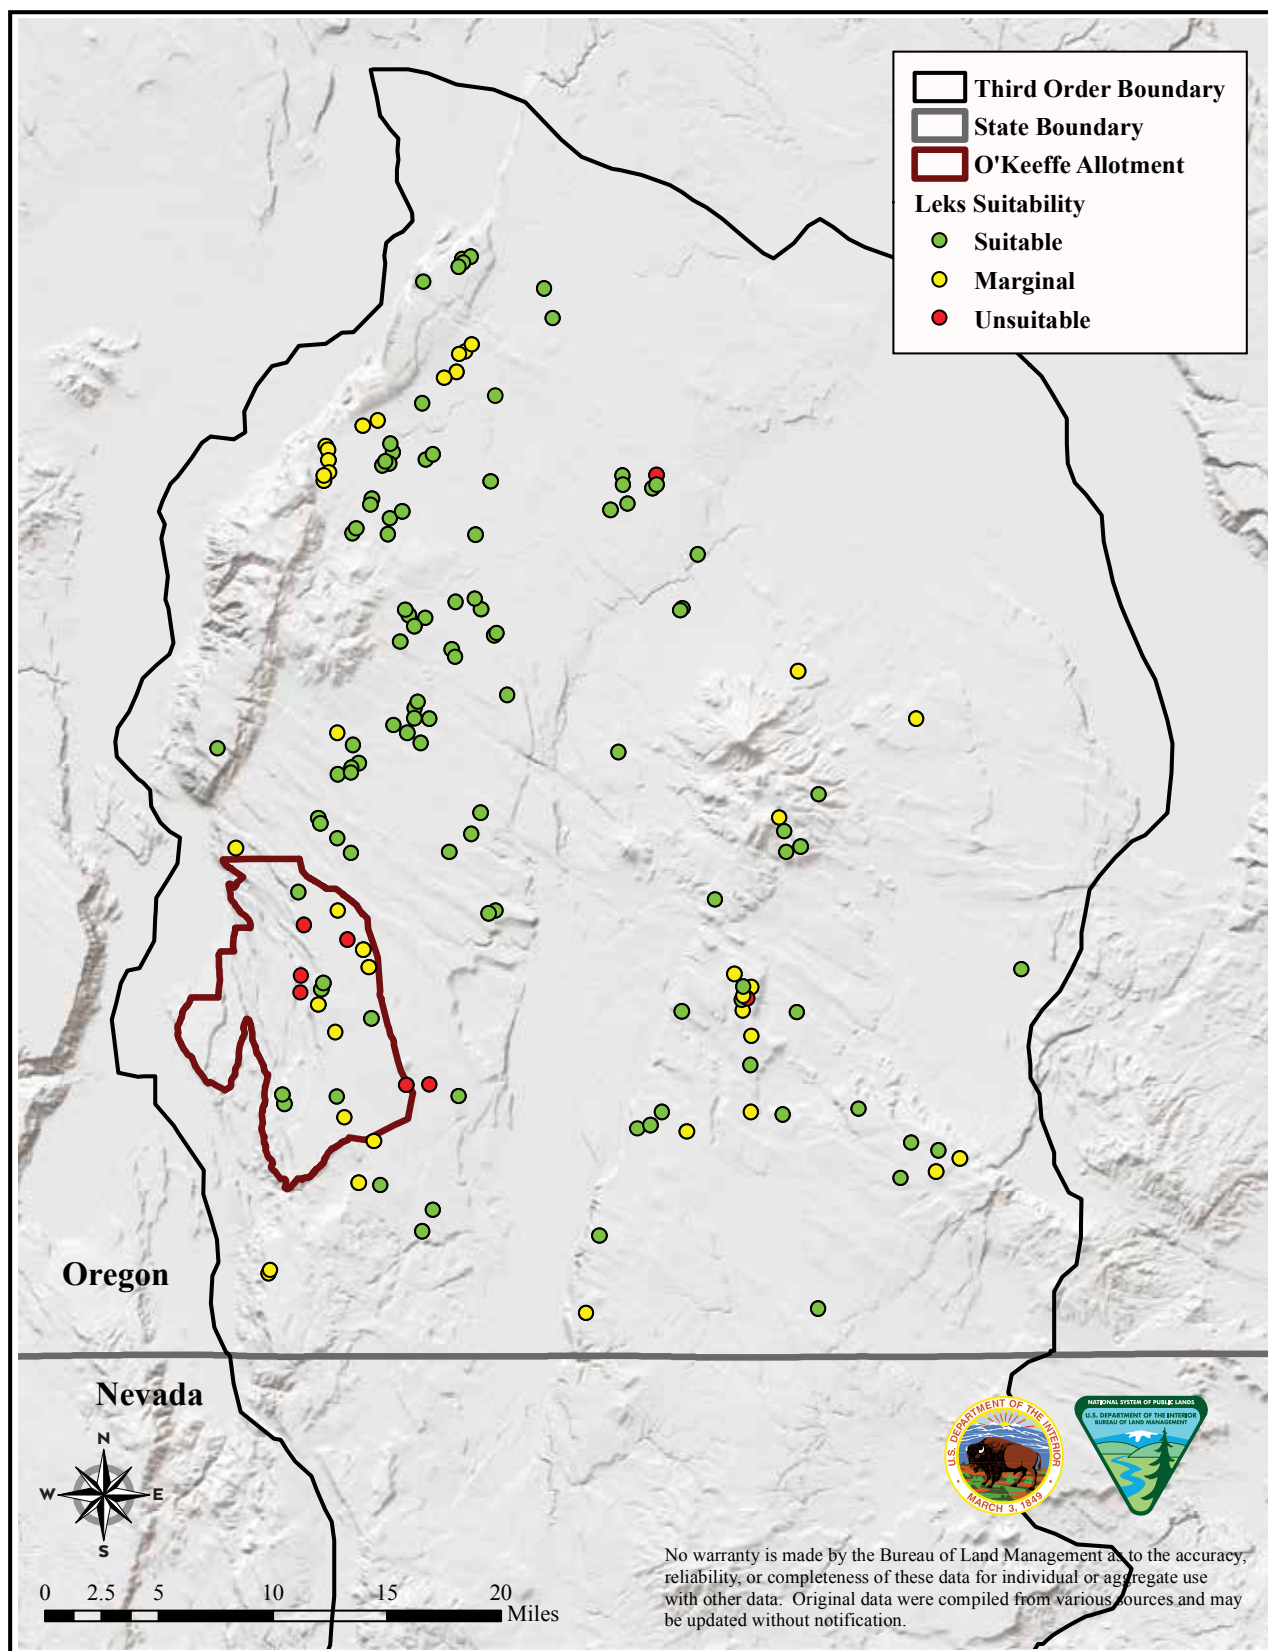 Third Order Boundary
State Boundary
O'Keeffe Allotment
Leks Suitability
Suitable
Marginal
Unsuitable
Oregon
Nevada
N
W E
S
0 2.5 5 10 15 20
Miles
U.S. DEPARTMENT OF THE INTERIOR
MARCH 3, 1849
NATIONAL SYSTEM OF PUBLIC LANDS
U.S. DEPARTMENT OF THE INTERIOR
BUREAU OF LAND MANAGEMENT
No warranty is made by the Bureau of Land Management as to the accuracy,
reliability, or completeness of these data for individual or aggregate use
with other data. Original data were compiled from various sources and may
be updated without notification.